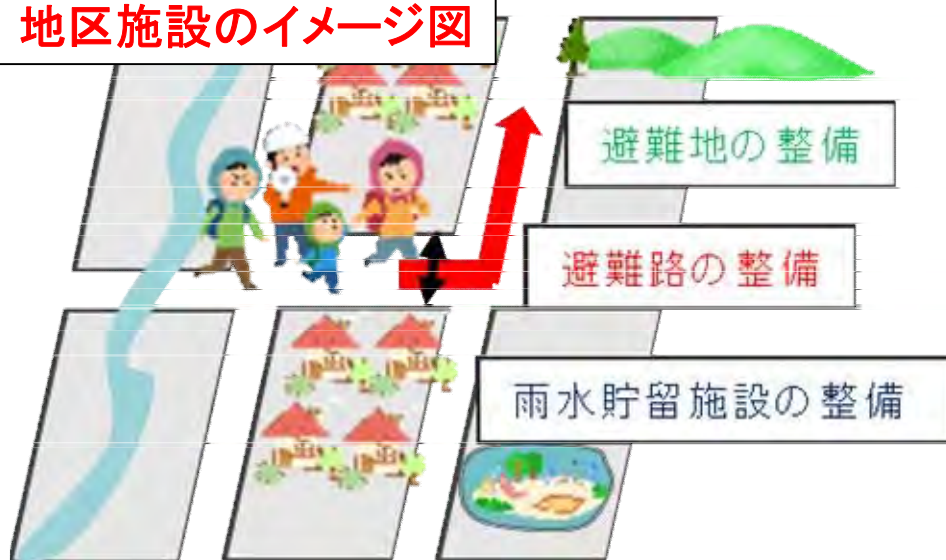 地区施設のイメージ図
避難地の整備
避難路の整備
雨水貯留施設の整備